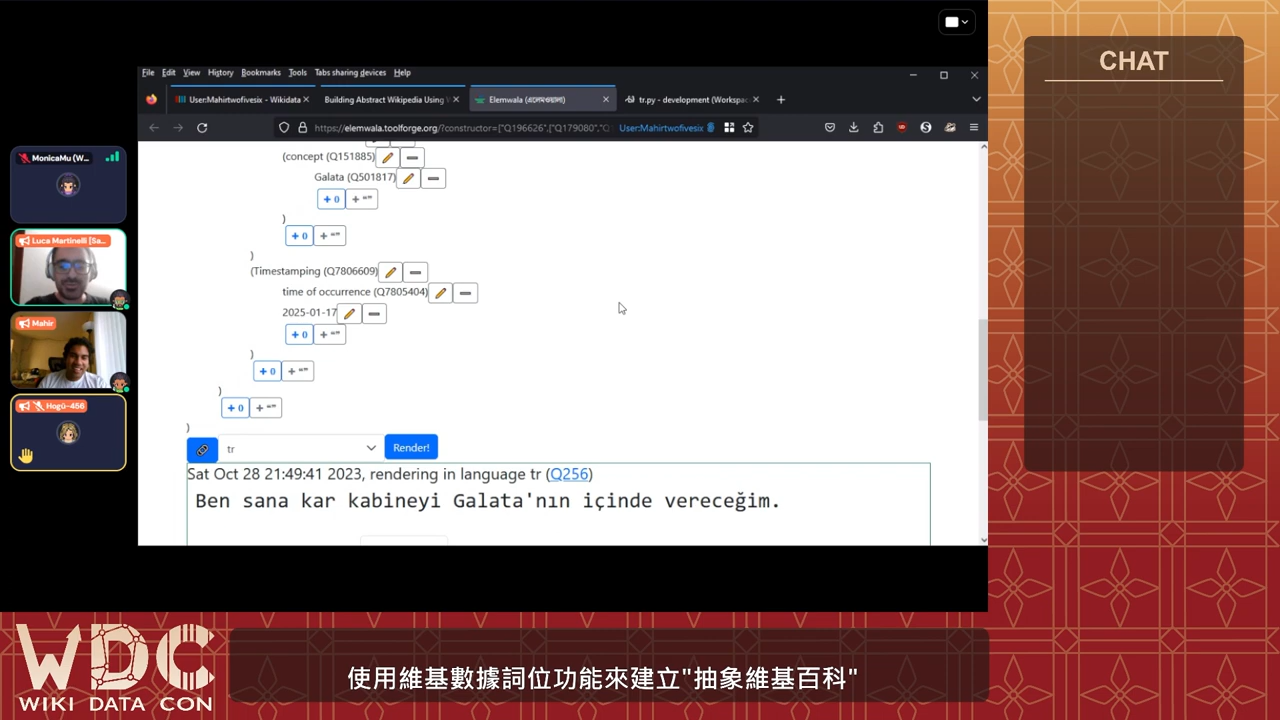 CHAT
File Edit View History Bookmarks Tools Tabs sharing devices Help
User:Mahirtwofivesix - Wikidata
Building Abstract Wikipedia Using
Elemwala (এলেমওয়ালা)
tr.py - development (Workspac
https://elemwala.toolforge.org/?constructor=["Q196626",["Q179080","Q
User:Mahirtwofivesix
MonicaMu (W...
Luca Martinelli [Sa...
Mahir
Hogü-456
(concept (Q151885)
Galata (Q501817)
+ 0 + “”
)
+ 0 + “”
)
(Timestamping (Q7806609)
time of occurrence (Q7805404)
2025-01-17
+ 0 + “”
)
+ 0 + “”
)
+ 0 + “”
)
tr Render!
Sat Oct 28 21:49:41 2023, rendering in language tr (Q256)
Ben sana kar kabineyi Galata'nın içinde vereceğim.
WDC
WIKI DATA CON
使用維基數據詞位功能來建立"抽象維基百科"